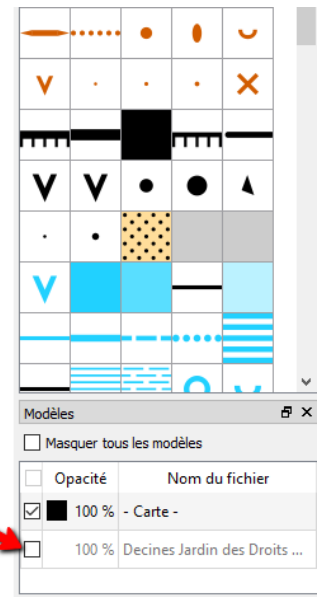 Modèles
Masquer tous les modèles
Opacité Nom du fichier
100 % - Carte -
100 % Decines Jardin des Droits ...